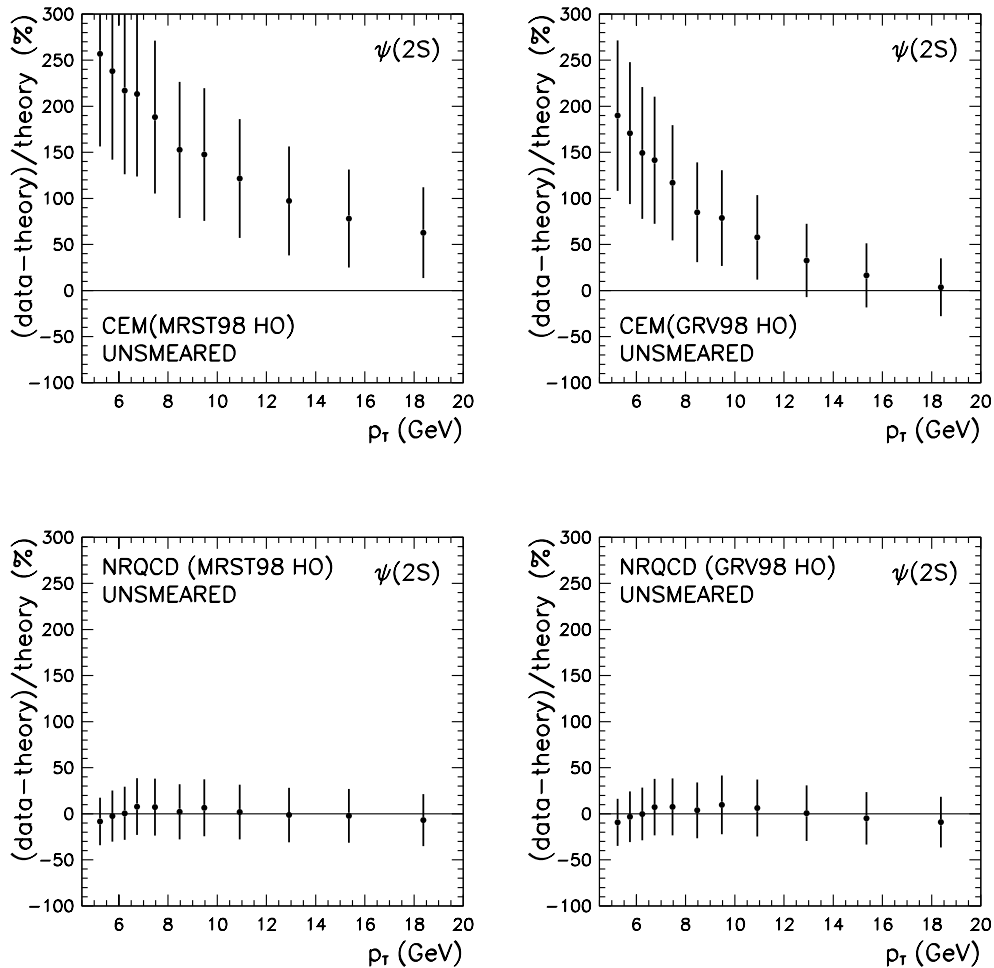 (data−theory)/theory (%)
300
250
200
150
100
50
0
−50
−100
ψ(2S)
CEM(MRST98 HO)
UNSMEARED
6 8 10 12 14 16 18 20
p_T (GeV)
(data−theory)/theory (%)
300
250
200
150
100
50
0
−50
−100
ψ(2S)
CEM(GRV98 HO)
UNSMEARED
6 8 10 12 14 16 18 20
p_T (GeV)
(data−theory)/theory (%)
300
250
200
150
100
50
0
−50
−100
NRQCD (MRST98 HO)
UNSMEARED
ψ(2S)
6 8 10 12 14 16 18 20
p_T (GeV)
(data−theory)/theory (%)
300
250
200
150
100
50
0
−50
−100
NRQCD (GRV98 HO)
UNSMEARED
ψ(2S)
6 8 10 12 14 16 18 20
p_T (GeV)